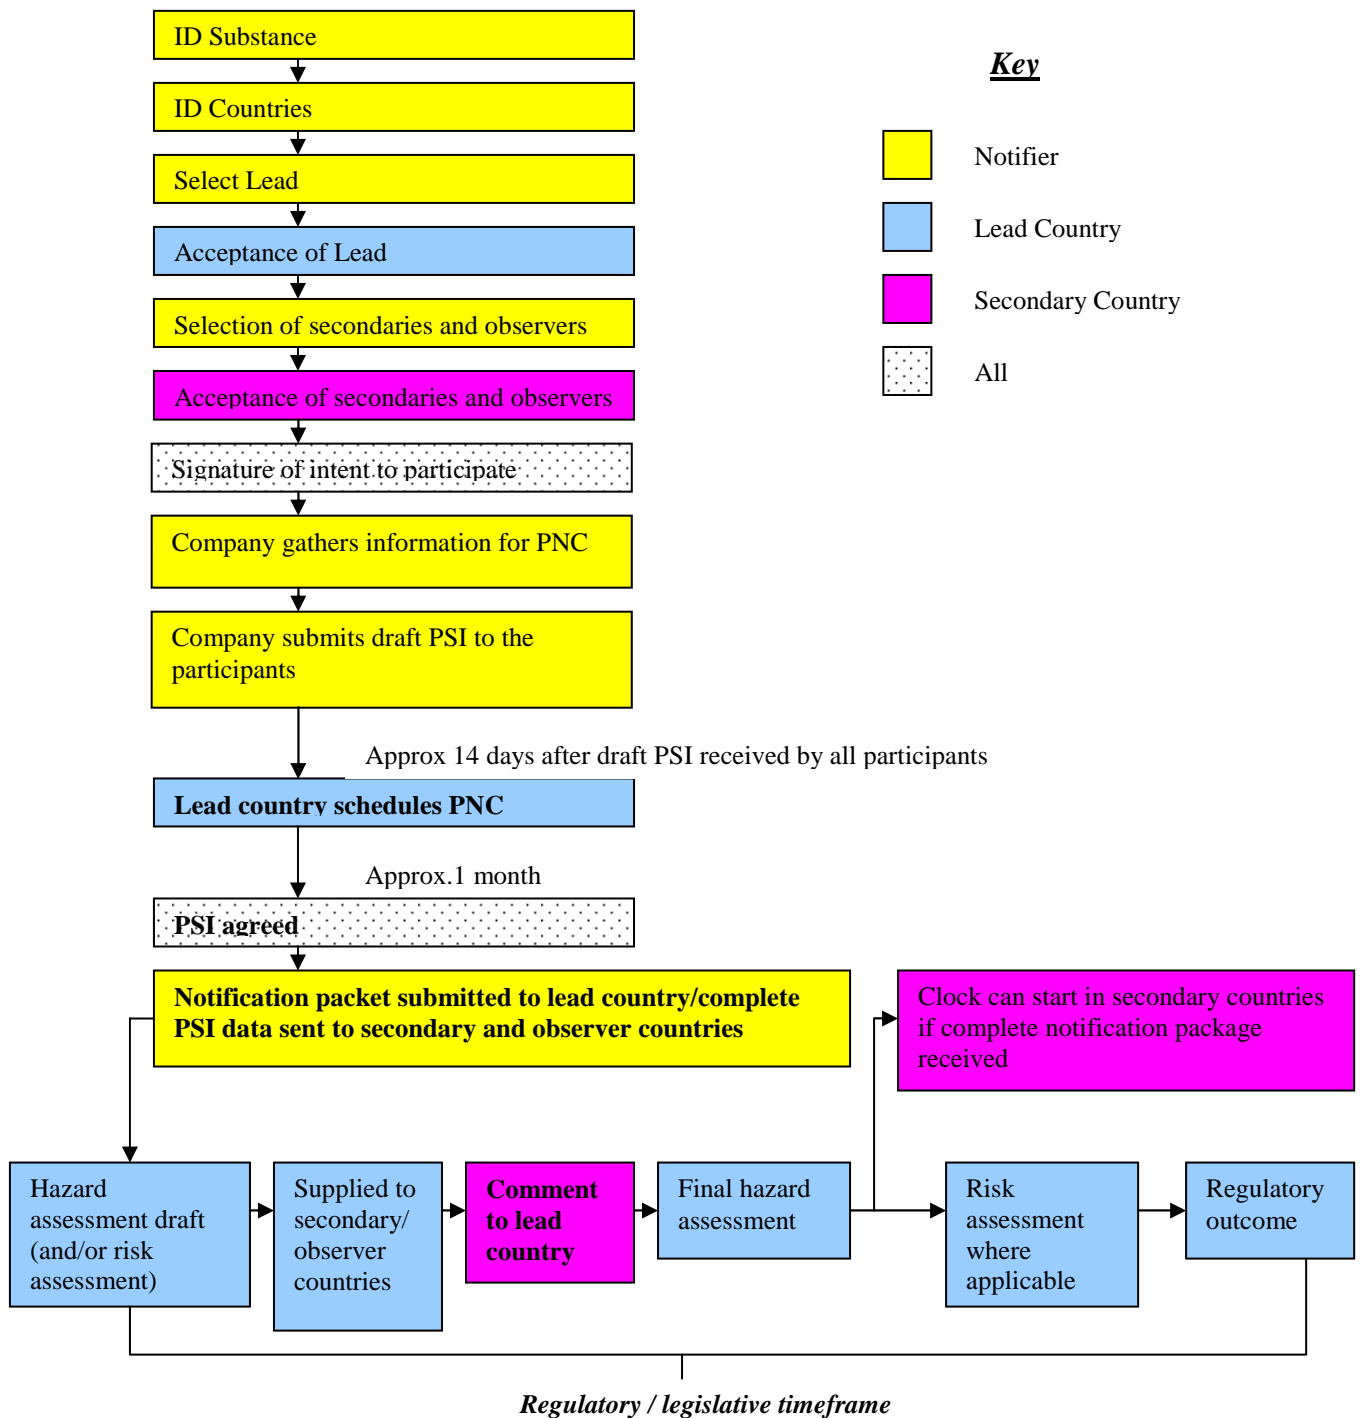 ID Substance
Key
ID Countries
Notifier
Select Lead
Lead Country
Acceptance of Lead
Secondary Country
Selection of secondaries and observers
All
Acceptance of secondaries and observers
Signature of intent to participate
Company gathers information for PNC
Company submits draft PSI to the
participants
Approx 14 days after draft PSI received by all participants
Lead country schedules PNC
Approx.1 month
PSI agreed
Notification packet submitted to lead country/complete
PSI data sent to secondary and observer countries
Clock can start in secondary countries
if complete notification package
received
Hazard
assessment draft
(and/or risk
assessment)
Supplied to
secondary/
observer
countries
Comment
to lead
country
Final hazard
assessment
Risk
assessment
where
applicable
Regulatory
outcome
Regulatory / legislative timeframe